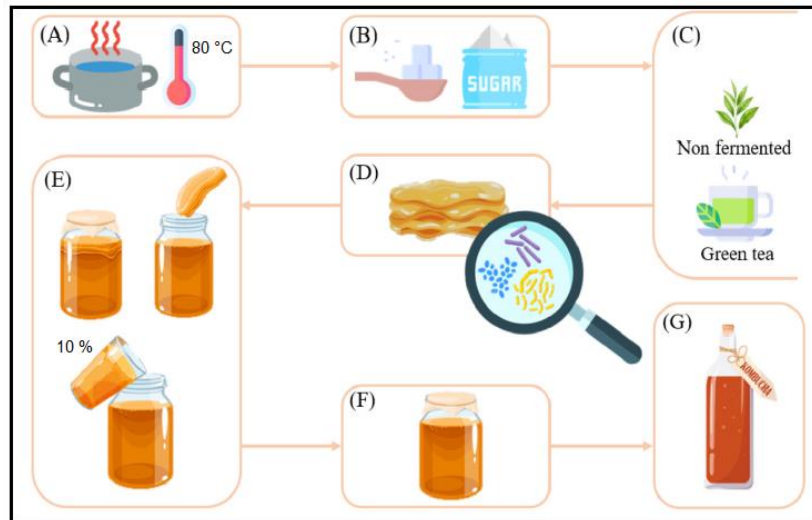 (A)
80 °C
(B)
SUGAR
(C)
Non fermented
Green tea
(D)
(E)
10 %
(F)
(G)
KOMBUCHA